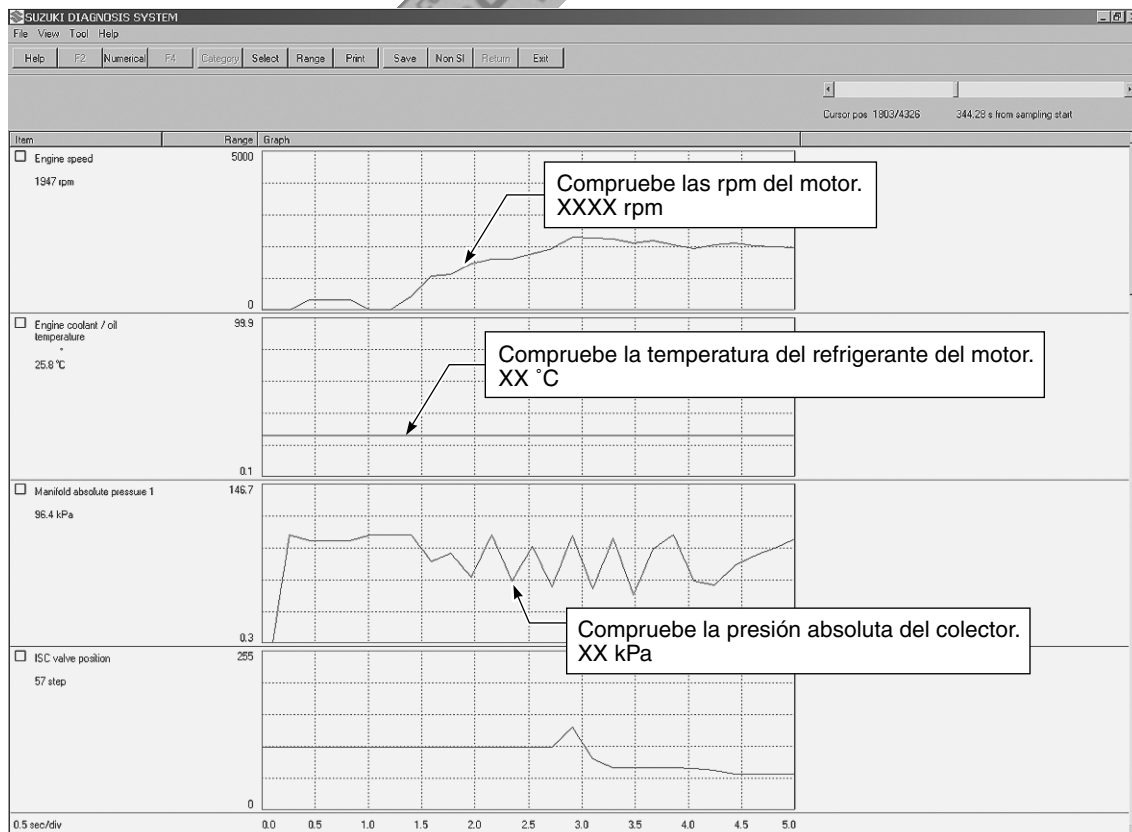 SUZUKI DIAGNOSIS SYSTEM
File View Tool Help
Help F2 Numerical F4 Category Select Range Print Save Non SI Return Exit
Cursor pos 1803/4326 344.28 s from sampling start
Item Range Graph
Engine speed 5000
1947 rpm
Compruebe las rpm del motor.
XXXX rpm
0
Engine coolant / oil temperature 99.9
25.8 °C
Compruebe la temperatura del refrigerante del motor.
XX ˚C
0.1
Manifold absolute pressure 1 146.7
96.4 kPa
Compruebe la presión absoluta del colector.
XX kPa
0.3
ISC valve position 255
57 step
0
0.5 sec/div 0.0 0.5 1.0 1.5 2.0 2.5 3.0 3.5 4.0 4.5 5.0